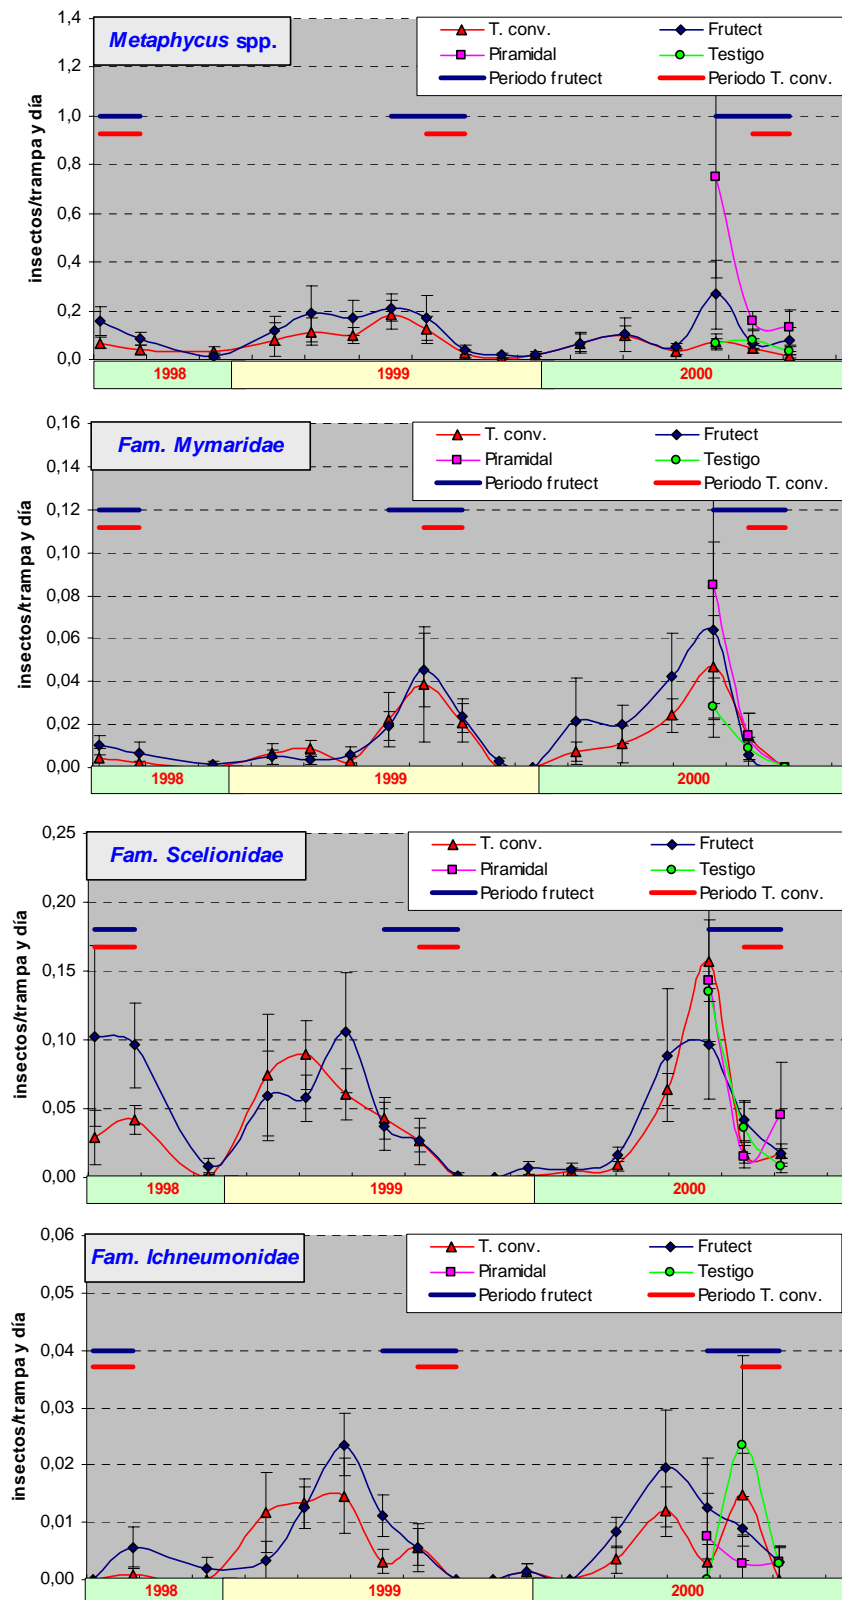 Metaphycus spp.
T. conv.
Frutect
Piramidal
Testigo
Periodo frutect
Periodo T. conv.
insectos/trampa y día
1,4
1,2
1,0
0,8
0,6
0,4
0,2
0,0
1998
1999
2000
Fam. Mymaridae
T. conv.
Frutect
Piramidal
Testigo
Periodo frutect
Periodo T. conv.
insectos/trampa y día
0,16
0,14
0,12
0,10
0,08
0,06
0,04
0,02
0,00
1998
1999
2000
Fam. Scelionidae
T. conv.
Frutect
Piramidal
Testigo
Periodo frutect
Periodo T. conv.
insectos/trampa y día
0,25
0,20
0,15
0,10
0,05
0,00
1998
1999
2000
Fam. Ichneumonidae
T. conv.
Frutect
Piramidal
Testigo
Periodo frutect
Periodo T. conv.
insectos/trampa y día
0,06
0,05
0,04
0,03
0,02
0,01
0,00
1998
1999
2000